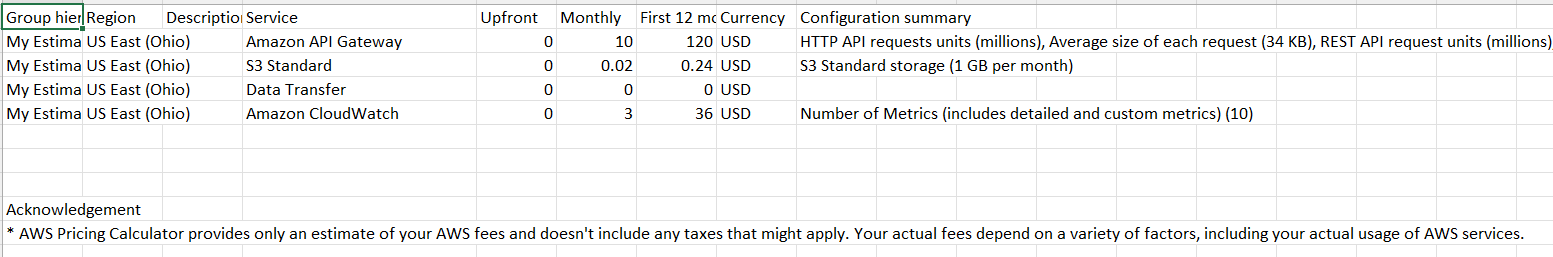 Group hier Region Descriptio Service Upfront Monthly First 12 mo Currency Configuration summary
My Estima US East (Ohio) Amazon API Gateway 0 10 120 USD HTTP API requests units (millions), Average size of each request (34 KB), REST API request units (millions)
My Estima US East (Ohio) S3 Standard 0 0.02 0.24 USD S3 Standard storage (1 GB per month)
My Estima US East (Ohio) Data Transfer 0 0 0 USD
My Estima US East (Ohio) Amazon CloudWatch 0 3 36 USD Number of Metrics (includes detailed and custom metrics) (10)
Acknowledgement
* AWS Pricing Calculator provides only an estimate of your AWS fees and doesn't include any taxes that might apply. Your actual fees depend on a variety of factors, including your actual usage of AWS services.